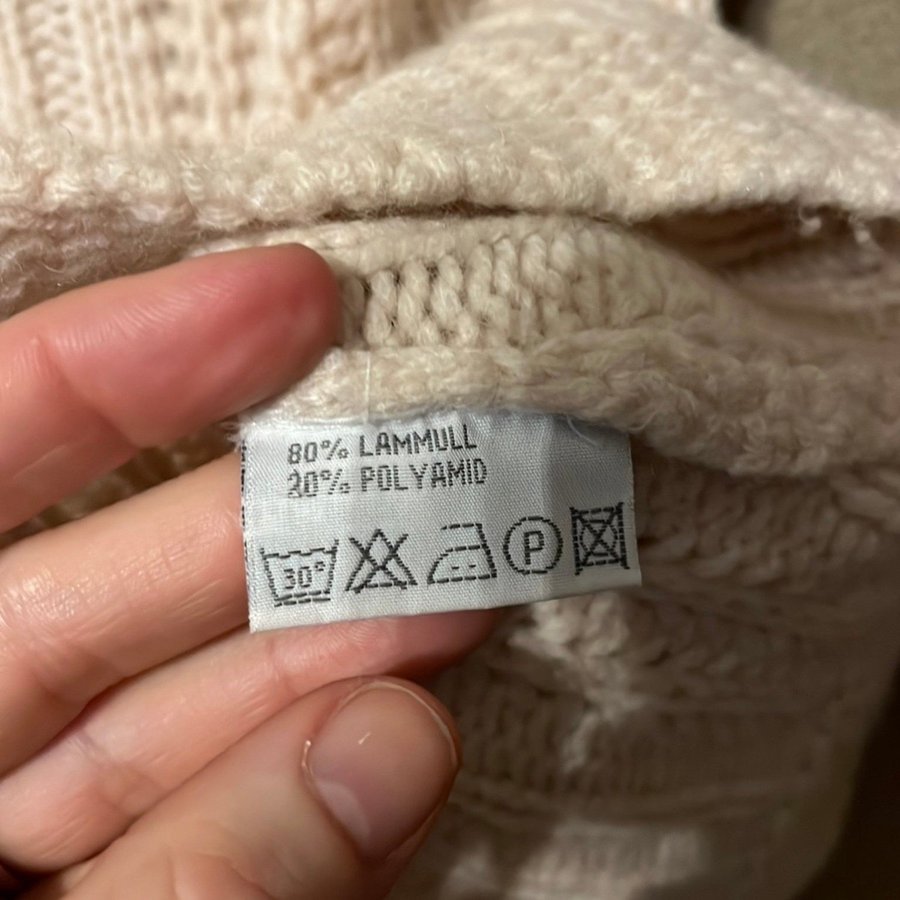 80% LAMMULL
20% POLYAMID
30° P